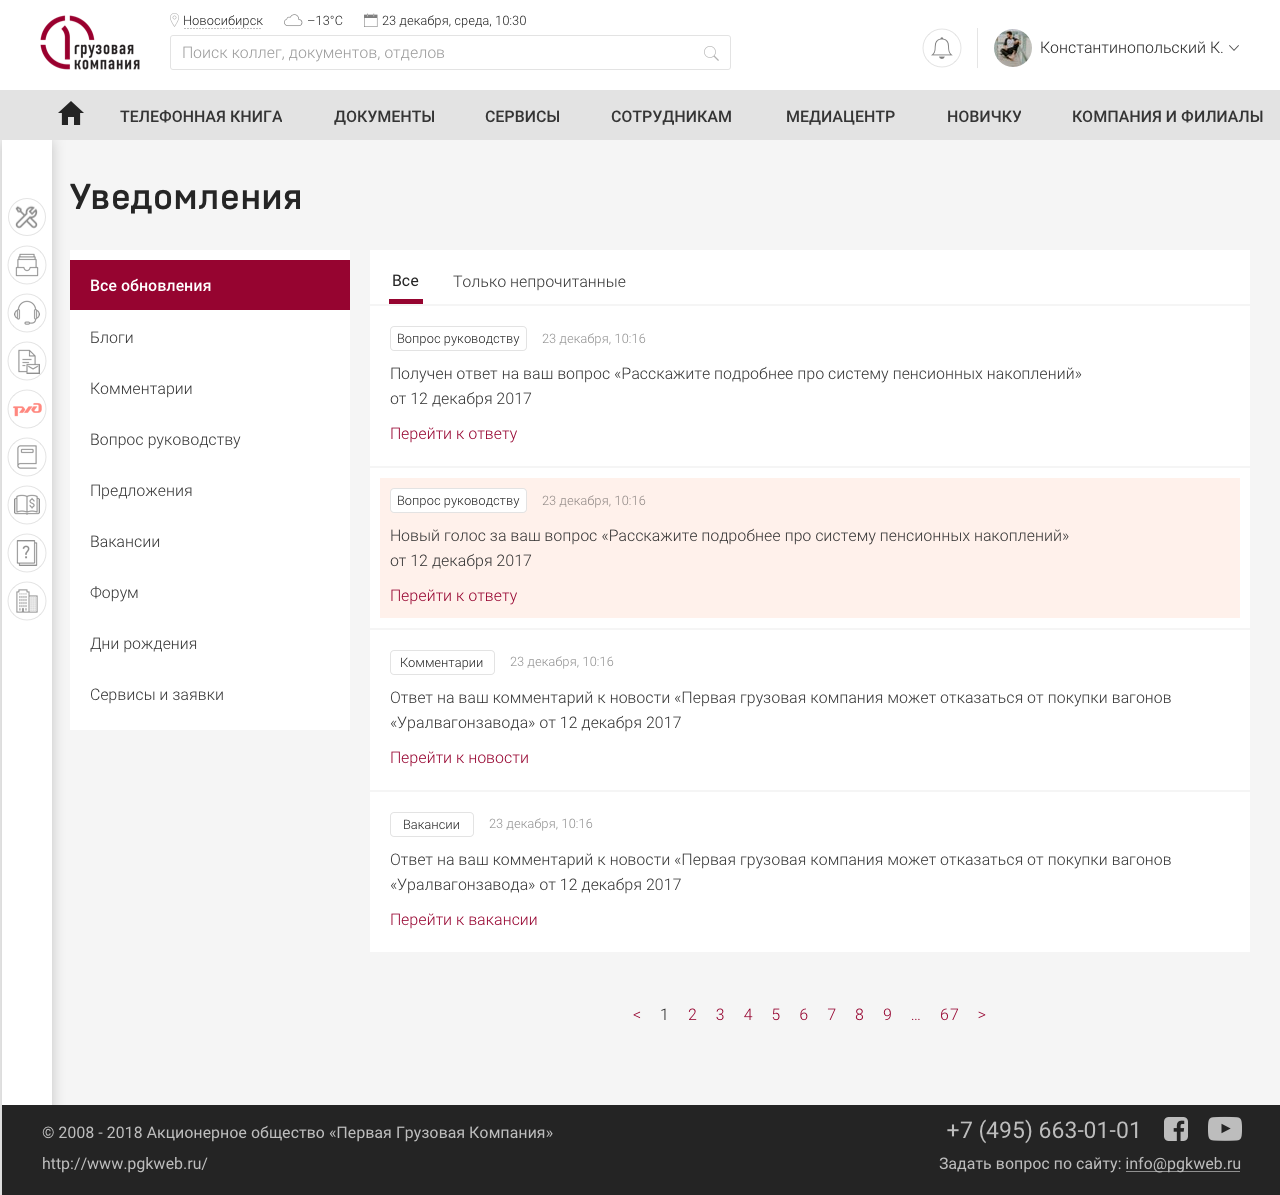 грузовая
компания
Новосибирск −13°C 23 декабря, среда, 10:30
Поиск коллег, документов, отделов
Константинопольский К.
ТЕЛЕФОННАЯ КНИГА ДОКУМЕНТЫ СЕРВИСЫ СОТРУДНИКАМ МЕДИАЦЕНТР НОВИЧКУ КОМПАНИЯ И ФИЛИАЛЫ
Уведомления
ржд
Все обновления
Блоги
Комментарии
Вопрос руководству
Предложения
Вакансии
Форум
Дни рождения
Сервисы и заявки
Все Только непрочитанные
Вопрос руководству 23 декабря, 10:16
Получен ответ на ваш вопрос «Расскажите подробнее про систему пенсионных накоплений»
от 12 декабря 2017
Перейти к ответу
Вопрос руководству 23 декабря, 10:16
Новый голос за ваш вопрос «Расскажите подробнее про систему пенсионных накоплений»
от 12 декабря 2017
Перейти к ответу
Комментарии 23 декабря, 10:16
Ответ на ваш комментарий к новости «Первая грузовая компания может отказаться от покупки вагонов
«Уралвагонзавода» от 12 декабря 2017
Перейти к новости
Вакансии 23 декабря, 10:16
Ответ на ваш комментарий к новости «Первая грузовая компания может отказаться от покупки вагонов
«Уралвагонзавода» от 12 декабря 2017
Перейти к вакансии
< 1 2 3 4 5 6 7 8 9 ... 67 >
© 2008 - 2018 Акционерное общество «Первая Грузовая Компания»
http://www.pgkweb.ru/
+7 (495) 663-01-01
Задать вопрос по сайту: info@pgkweb.ru